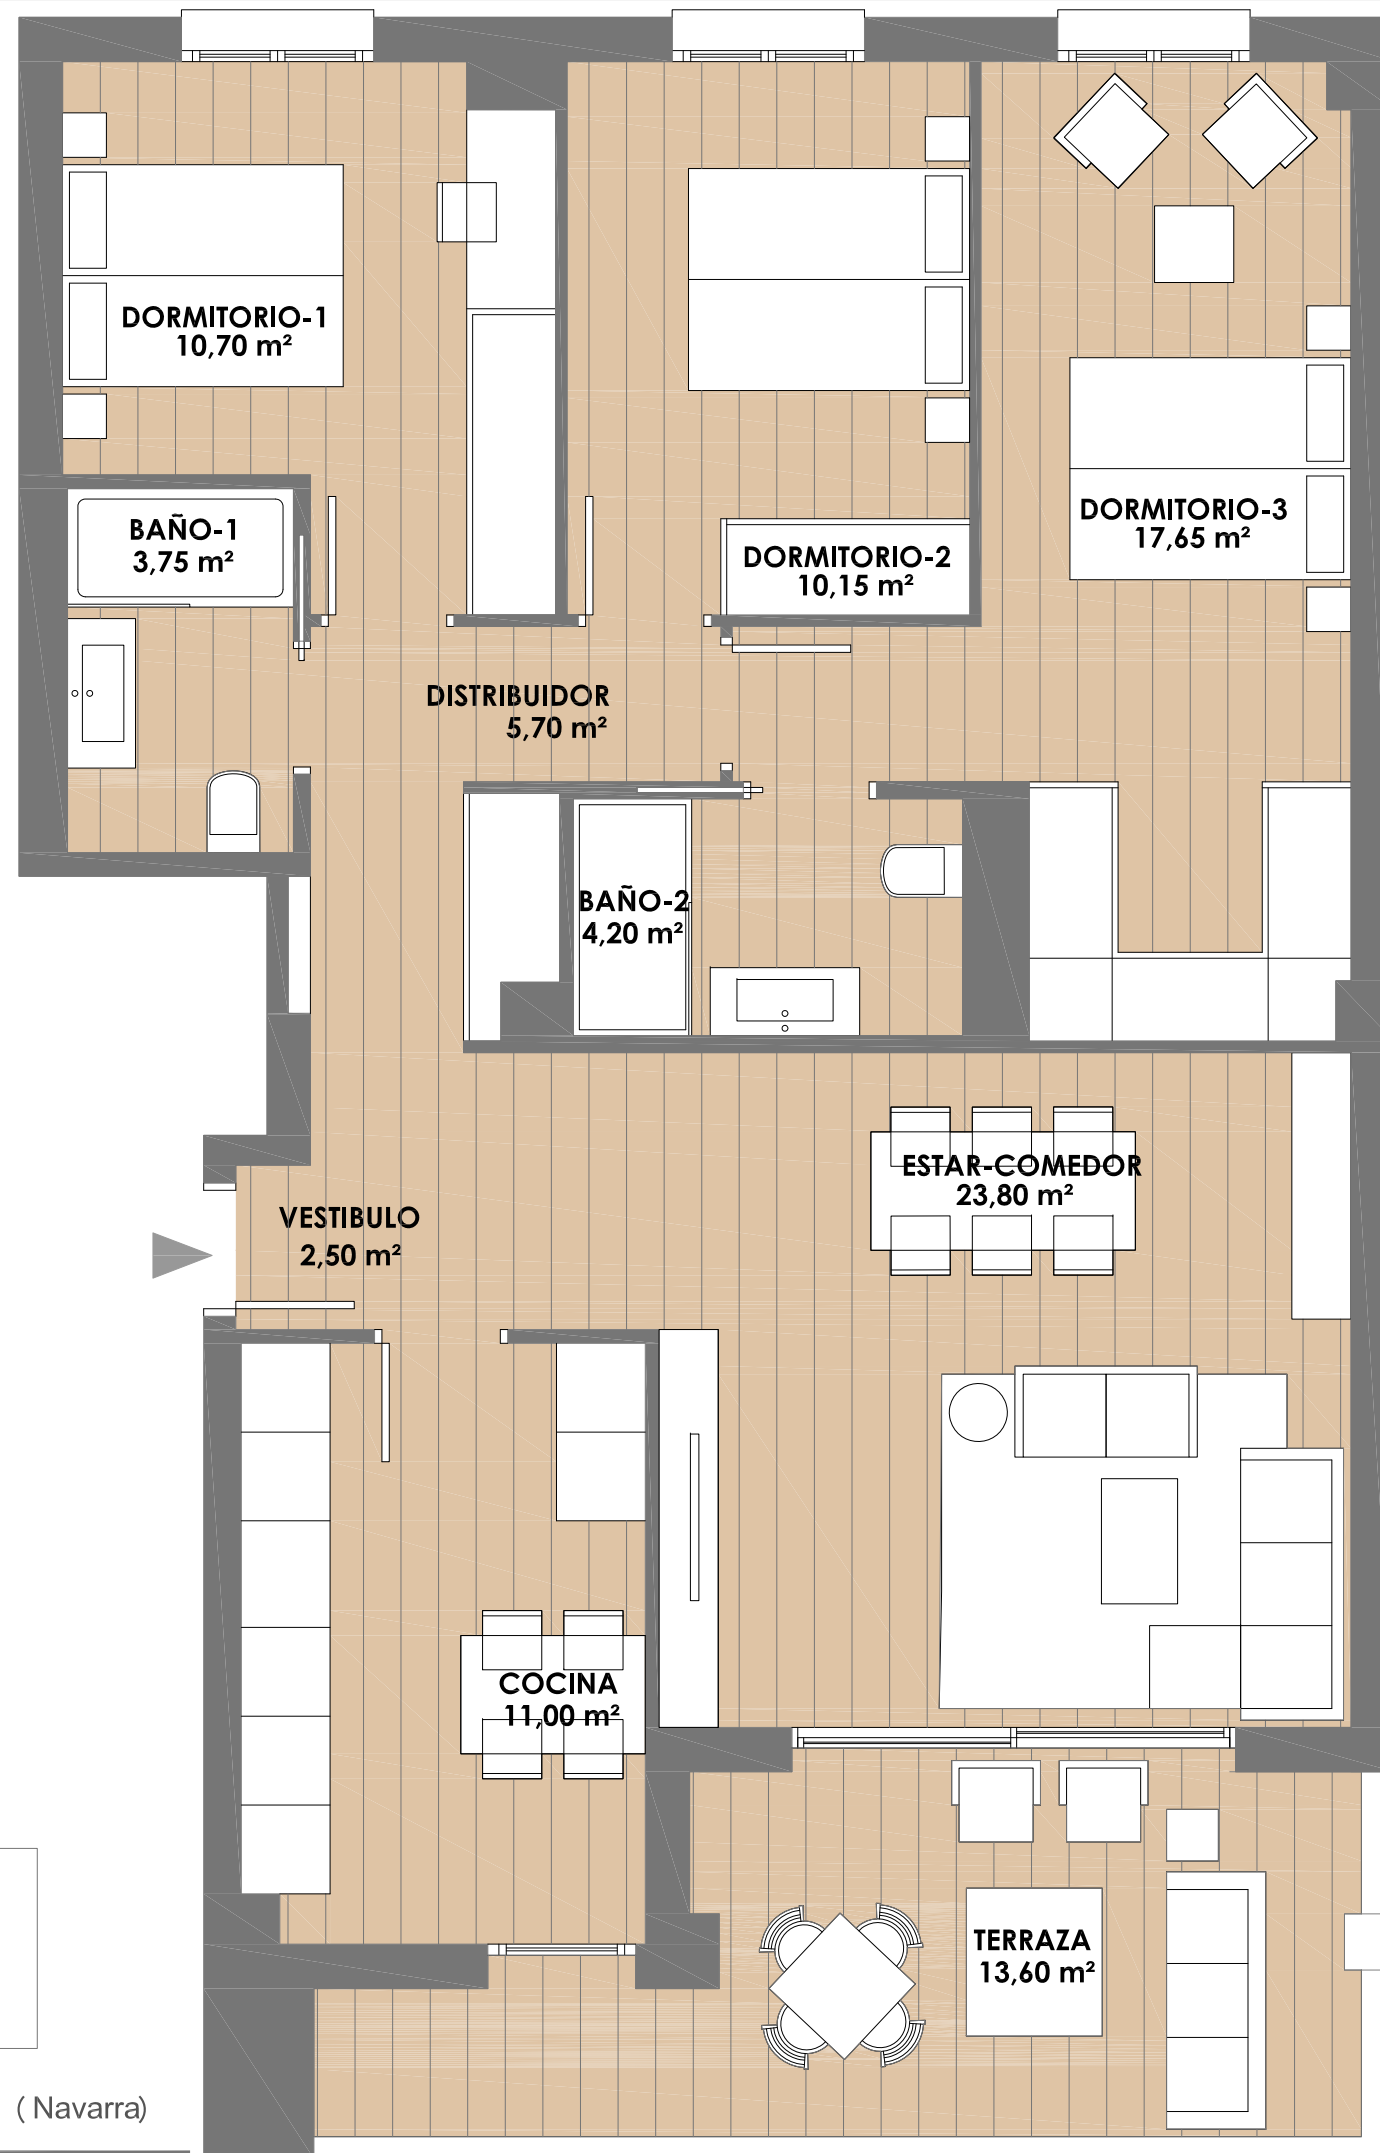 DORMITORIO-1
10,70 m²
BAÑO-1
3,75 m²
DORMITORIO-2
10,15 m²
DORMITORIO-3
17,65 m²
DISTRIBUIDOR
5,70 m²
BAÑO-2
4,20 m²
ESTAR-COMEDOR
23,80 m²
VESTIBULO
2,50 m²
COCINA
11,00 m²
TERRAZA
13,60 m²
( Navarra)